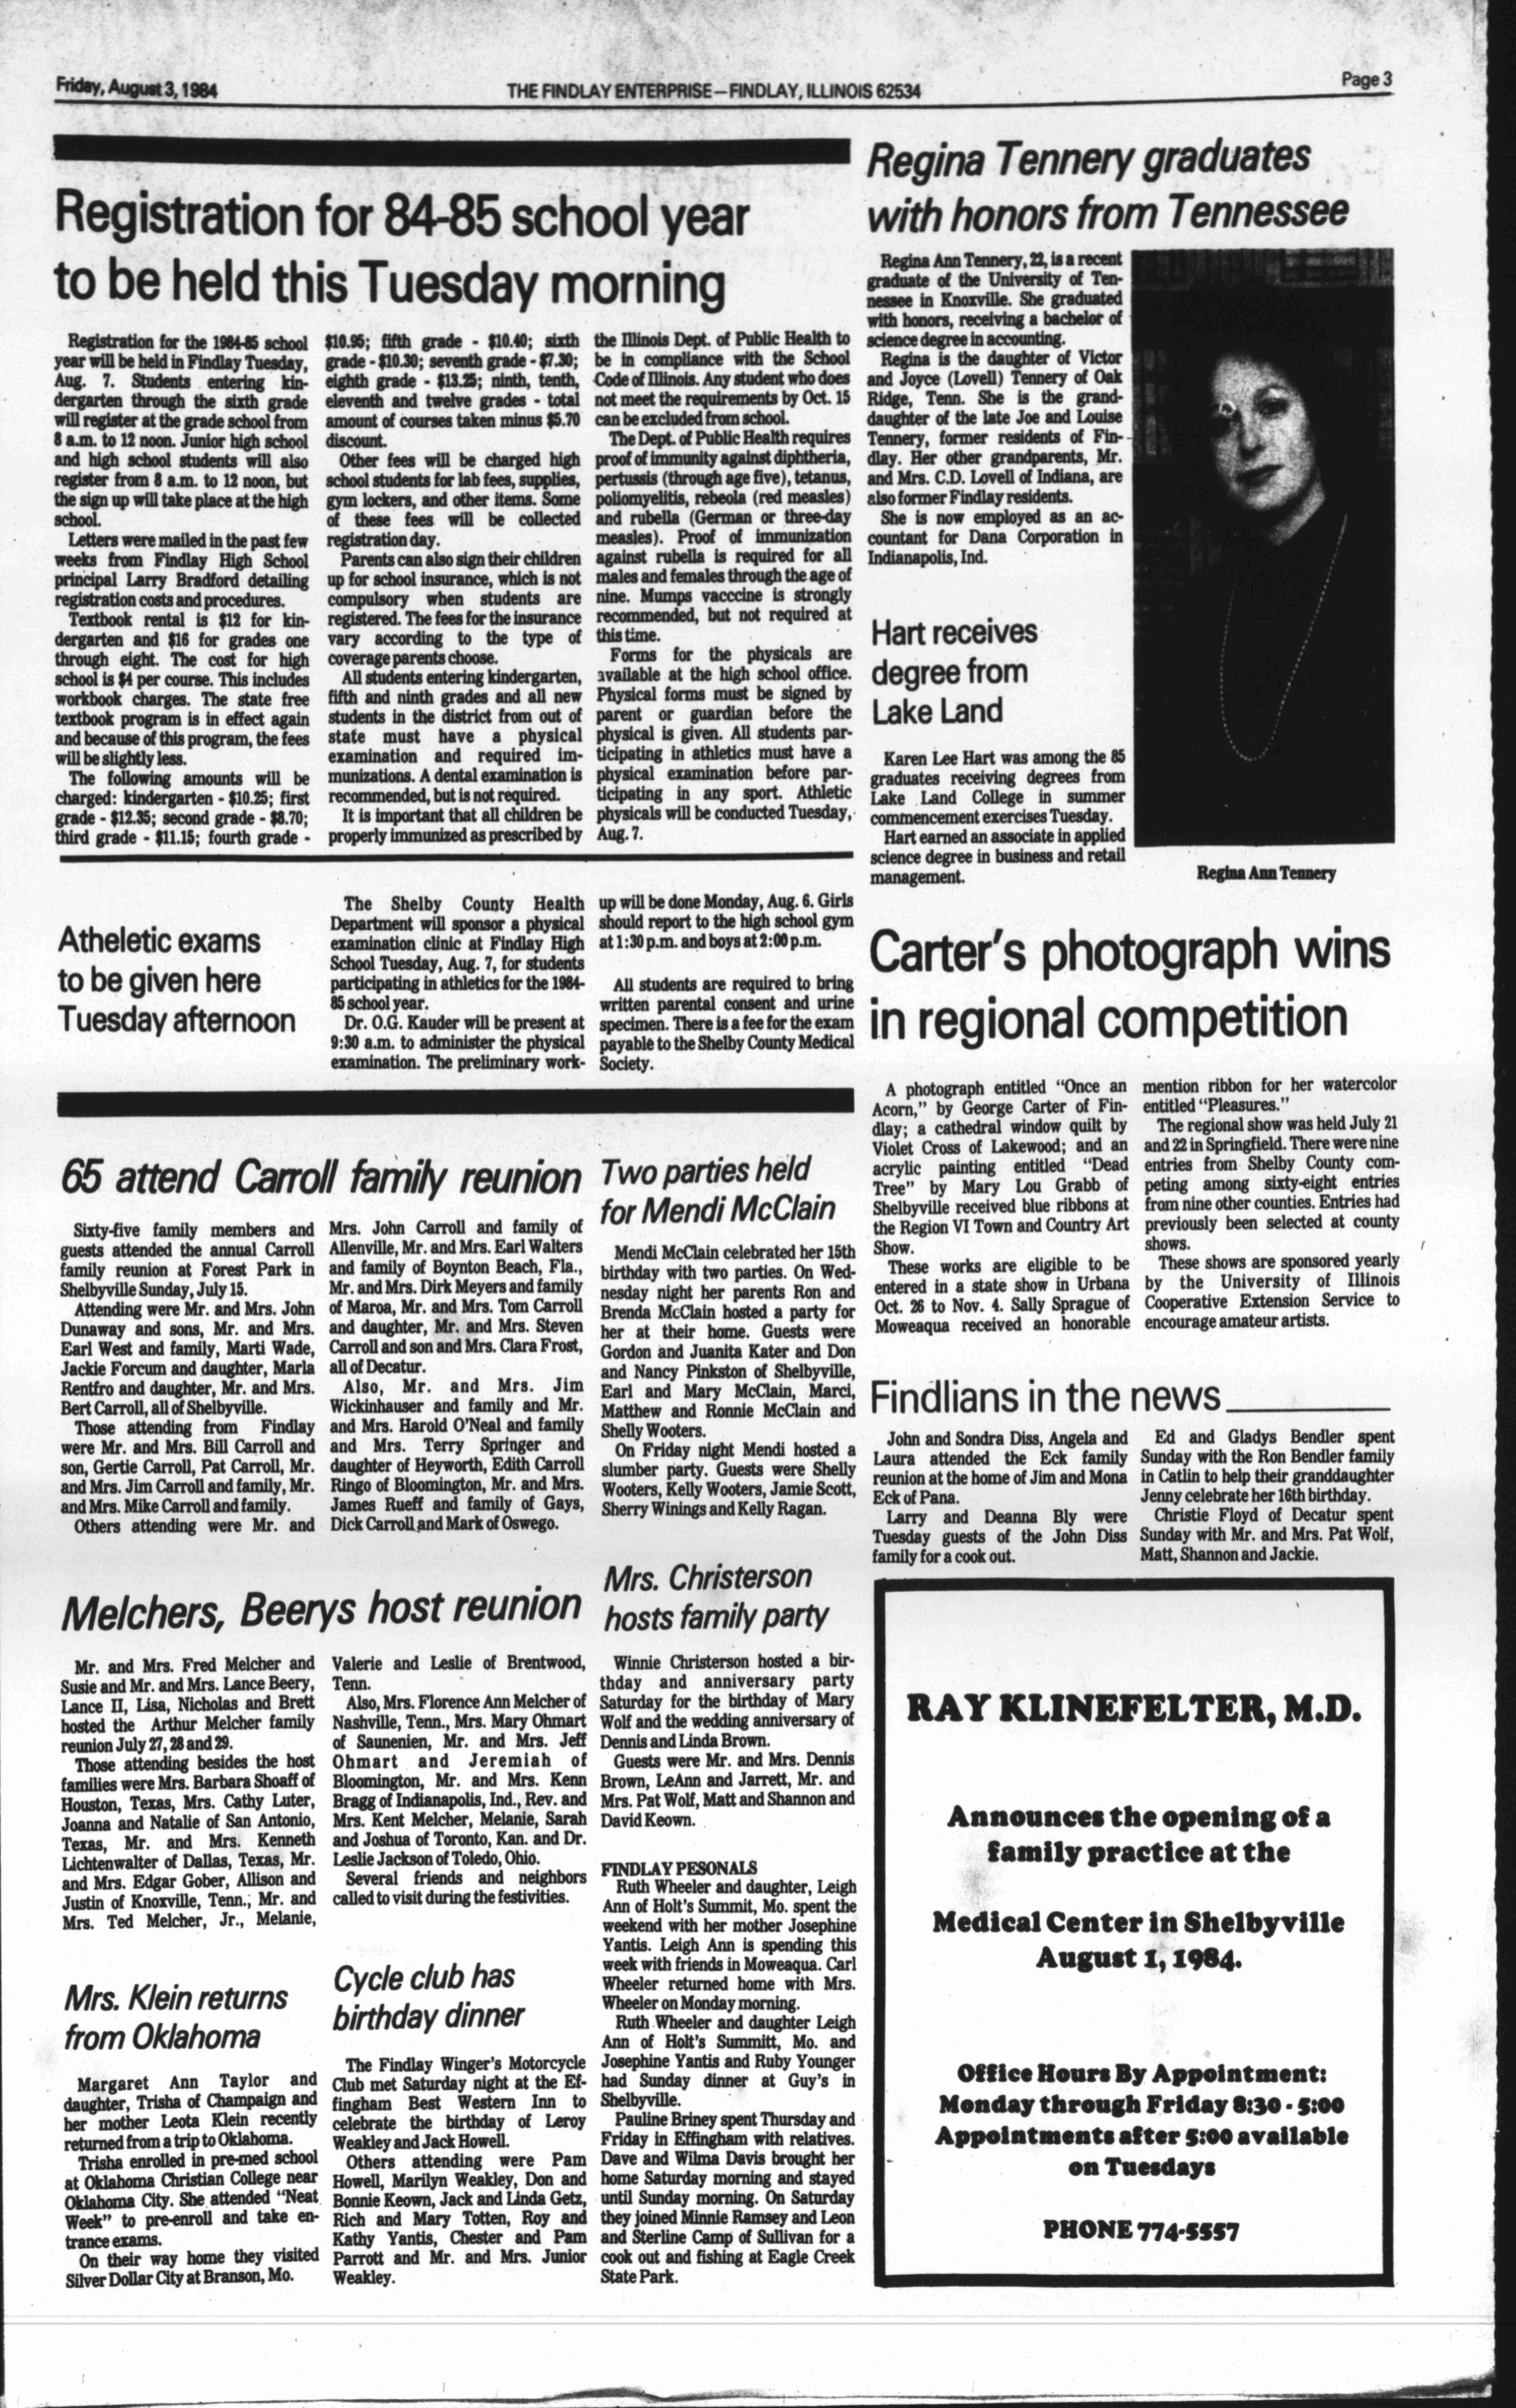 Friday, August 3, 1984
THE FINDLAY ENTERPRISE—FINDLAY, ILLINOIS 62534
Page 3
Registration for 84-85 school year
to be held this Tuesday morning
Registration for the 1984-85 school
year will be held in Findlay Tuesday,
Aug. 7. Students entering kin-
dergarten through the sixth grade
will register at the grade school from
8 a.m. to 12 noon. Junior high school
and high school students will also
register from 8 a.m. to 12 noon, but
the sign up will take place at the high
school.
Letters were mailed in the past few
weeks from Findlay High School
principal Larry Bradford detailing
registration costs and procedures.
Textbook rental is $12 for kin-
dergarten and $16 for grades one
through eight. The cost for high
school is $4 per course. This includes
workbook charges. The state free
textbook program is in effect again
and because of this program, the fees
will be slightly less.
The following amounts will be
charged: kindergarten - $10.25; first
grade - $12.35; second grade - $8.70;
third grade - $11.15; fourth grade -
$10.95; fifth grade - $10.40; sixth
grade - $10.30; seventh grade - $7.30;
eighth grade - $13.25; ninth, tenth,
eleventh and twelve grades - total
amount of courses taken minus $5.70
discount.
Other fees will be charged high
school students for lab fees, supplies,
gym lockers, and other items. Some
of these fees will be collected
registration day.
Parents can also sign their children
up for school insurance, which is not
compulsory when students are
registered. The fees for the insurance
vary according to the type of
coverage parents choose.
All students entering kindergarten,
fifth and ninth grades and all new
students in the district from out of
state must have a physical
examination and required im-
munizations. A dental examination is
recommended, but is not required.
It is important that all children be
properly immunized as prescribed by
the Illinois Dept. of Public Health to
be in compliance with the School
Code of Illinois. Any student who does
not meet the requirements by Oct. 15
can be excluded from school.
The Dept. of Public Health requires
proof of immunity against diphtheria,
pertussis (through age five), tetanus,
poliomyelitis, rebeola (red measles)
and rubella (German or three-day
measles). Proof of immunization
against rubella is required for all
males and females through the age of
nine. Mumps vacccine is strongly
recommended, but not required at
this time.
Forms for the physicals are
available at the high school office.
Physical forms must be signed by
parent or guardian before the
physical is given. All students par-
ticipating in athletics must have a
physical examination before par-
ticipating in any sport. Athletic
physicals will be conducted Tuesday,
Aug. 7.
Regina Tennery graduates
with honors from Tennessee
Regina Ann Tennery, 22, is a recent
graduate of the University of Ten-
nessee in Knoxville. She graduated
with honors, receiving a bachelor of
science degree in accounting.
Regina is the daughter of Victor
and Joyce (Lovell) Tennery of Oak
Ridge, Tenn. She is the grand-
daughter of the late Joe and Louise
Tennery, former residents of Fin-
dlay. Her other grandparents, Mr.
and Mrs. C.D. Lovell of Indiana, are
also former Findlay residents.
She is now employed as an ac-
countant for Dana Corporation in
Indianapolis, Ind.
Regina Ann Tennery
Hart receives
degree from
Lake Land
Karen Lee Hart was among the 85
graduates receiving degrees from
Lake Land College in summer
commencement exercises Tuesday.
Hart earned an associate in applied
science degree in business and retail
management.
Atheletic exams
to be given here
Tuesday afternoon
The Shelby County Health
Department will sponsor a physical
examination clinic at Findlay High
School Tuesday, Aug. 7, for students
participating in athletics for the 1984-
85 school year.
Dr. O.G. Kauder will be present at
9:30 a.m. to administer the physical
examination. The preliminary work-
up will be done Monday, Aug. 6. Girls
should report to the high school gym
at 1:30 p.m. and boys at 2:00 p.m.
All students are required to bring
written parental consent and urine
specimen. There is a fee for the exam
payable to the Shelby County Medical
Society.
Carter's photograph wins
in regional competition
A photograph entitled "Once an
Acorn," by George Carter of Fin-
dlay; a cathedral window quilt by
Violet Cross of Lakewood; and an
acrylic painting entitled "Dead
Tree" by Mary Lou Grabb of
Shelbyville received blue ribbons at
the Region VI Town and Country Art
Show.
These works are eligible to be
entered in a state show in Urbana
Oct. 26 to Nov. 4. Sally Sprague of
Moweaqua received an honorable
mention ribbon for her watercolor
entitled "Pleasures."
The regional show was held July 21
and 22 in Springfield. There were nine
entries from Shelby County com-
peting among sixty-eight entries
from nine other counties. Entries had
previously been selected at county
shows.
These shows are sponsored yearly
by the University of Illinois
Cooperative Extension Service to
encourage amateur artists.
65 attend Carroll family reunion
Sixty-five family members and
guests attended the annual Carroll
family reunion at Forest Park in
Shelbyville Sunday, July 15.
Attending were Mr. and Mrs. John
Dunaway and sons, Mr. and Mrs.
Earl West and family, Marti Wade,
Jackie Forcum and daughter, Marla
Rentfro and daughter, Mr. and Mrs.
Bert Carroll, all of Shelbyville.
Those attending from Findlay
were Mr. and Mrs. Bill Carroll and
son, Gertie Carroll, Pat Carroll, Mr.
and Mrs. Jim Carroll and family, Mr.
and Mrs. Mike Carroll and family.
Others attending were Mr. and
Mrs. John Carroll and family of
Allenville, Mr. and Mrs. Earl Walters
and family of Boynton Beach, Fla.,
Mr. and Mrs. Dirk Meyers and family
of Maroa, Mr. and Mrs. Tom Carroll
and daughter, Mr. and Mrs. Steven
Carroll and son and Mrs. Clara Frost,
all of Decatur.
Also, Mr. and Mrs. Jim
Wickinhauser and family and Mr.
and Mrs. Harold O'Neal and family
and Mrs. Terry Springer and
daughter of Heyworth, Edith Carroll
Ringo of Bloomington, Mr. and Mrs.
James Rueff and family of Gays,
Dick Carroll and Mark of Oswego.
Two parties held
for Mendi McClain
Mendi McClain celebrated her 15th
birthday with two parties. On Wed-
nesday night her parents Ron and
Brenda McClain hosted a party for
her at their home. Guests were
Gordon and Juanita Kater and Don
and Nancy Pinkston of Shelbyville,
Earl and Mary McClain, Marci,
Matthew and Ronnie McClain and
Shelly Wooters.
On Friday night Mendi hosted a
slumber party. Guests were Shelly
Wooters, Kelly Wooters, Jamie Scott,
Sherry Winings and Kelly Ragan.
Findlians in the news
John and Sondra Diss, Angela and
Laura attended the Eck family
reunion at the home of Jim and Mona
Eck of Pana.
Larry and Deanna Bly were
Tuesday guests of the John Diss
family for a cook out.
Ed and Gladys Bendler spent
Sunday with the Ron Bendler family
in Catlin to help their granddaughter
Jenny celebrate her 16th birthday.
Christie Floyd of Decatur spent
Sunday with Mr. and Mrs. Pat Wolf,
Matt, Shannon and Jackie.
Melchers, Beerys host reunion
Mr. and Mrs. Fred Melcher and
Susie and Mr. and Mrs. Lance Beery,
Lance II, Lisa, Nicholas and Brett
hosted the Arthur Melcher family
reunion July 27, 28 and 29.
Those attending besides the host
families were Mrs. Barbara Shoaff of
Houston, Texas, Mrs. Cathy Luter,
Joanna and Natalie of San Antonio,
Texas, Mr. and Mrs. Kenneth
Lichtenwalter of Dallas, Texas, Mr.
and Mrs. Edgar Gober, Allison and
Justin of Knoxville, Tenn., Mr. and
Mrs. Ted Melcher, Jr., Melanie,
Valerie and Leslie of Brentwood,
Tenn.
Also, Mrs. Florence Ann Melcher of
Nashville, Tenn., Mrs. Mary Ohmart
of Saunenien, Mr. and Mrs. Jeff
Ohmart and Jeremiah of
Bloomington, Mr. and Mrs. Kenn
Bragg of Indianapolis, Ind., Rev. and
Mrs. Kent Melcher, Melanie, Sarah
and Joshua of Toronto, Kan. and Dr.
Leslie Jackson of Toledo, Ohio.
Several friends and neighbors
called to visit during the festivities.
Mrs. Christerson
hosts family party
Winnie Christerson hosted a bir-
thday and anniversary party
Saturday for the birthday of Mary
Wolf and the wedding anniversary of
Dennis and Linda Brown.
Guests were Mr. and Mrs. Dennis
Brown, LeAnn and Jarrett, Mr. and
Mrs. Pat Wolf, Matt and Shannon and
David Keown.
FINDLAY PESONALS
Ruth Wheeler and daughter, Leigh
Ann of Holt's Summit, Mo. spent the
weekend with her mother Josephine
Yantis. Leigh Ann is spending this
week with friends in Moweaqua. Carl
Wheeler returned home with Mrs.
Wheeler on Monday morning.
Ruth Wheeler and daughter Leigh
Ann of Holt's Summitt, Mo. and
Josephine Yantis and Ruby Younger
had Sunday dinner at Guy's in
Shelbyville.
Pauline Briney spent Thursday and
Friday in Effingham with relatives.
Dave and Wilma Davis brought her
home Saturday morning and stayed
until Sunday morning. On Saturday
they joined Minnie Ramsey and Leon
and Sterline Camp of Sullivan for a
cook out and fishing at Eagle Creek
State Park.
Mrs. Klein returns
from Oklahoma
Margaret Ann Taylor and
daughter, Trisha of Champaign and
her mother Leota Klein recently
returned from a trip to Oklahoma.
Trisha enrolled in pre-med school
at Oklahoma Christian College near
Oklahoma City. She attended "Neat
Week" to pre-enroll and take en-
trance exams.
On their way home they visited
Silver Dollar City at Branson, Mo.
Cycle club has
birthday dinner
The Findlay Winger's Motorcycle
Club met Saturday night at the Ef-
fingham Best Western Inn to
celebrate the birthday of Leroy
Weakley and Jack Howell.
Others attending were Pam
Howell, Marilyn Weakley, Don and
Bonnie Keown, Jack and Linda Getz,
Rich and Mary Totten, Roy and
Kathy Yantis, Chester and Pam
Parrott and Mr. and Mrs. Junior
Weakley.
RAY KLINEFELTER, M.D.
Announces the opening of a
family practice at the
Medical Center in Shelbyville
August 1, 1984.
Office Hours By Appointment:
Monday through Friday 8:30 - 5:00
Appointments after 5:00 available
on Tuesdays
PHONE 774-5557